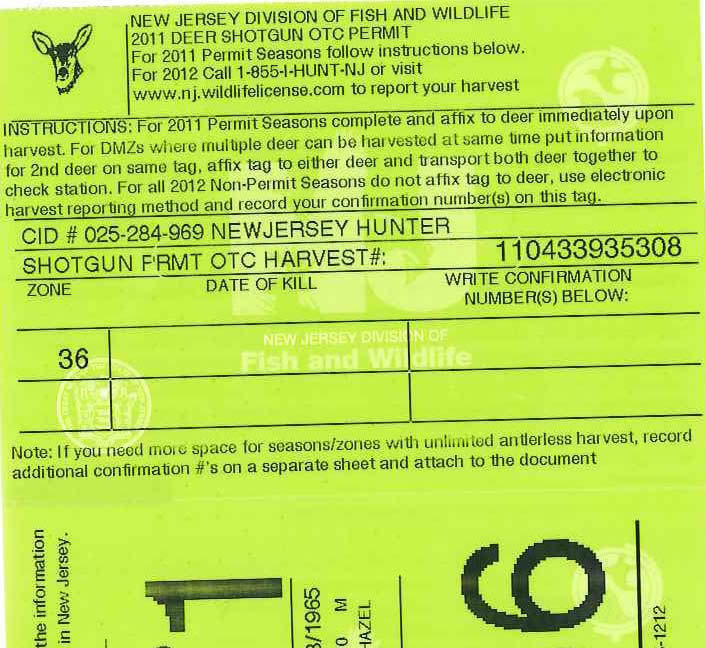 NEW JERSEY DIVISION OF FISH AND WILDLIFE
2011 DEER SHOTGUN OTC PERMIT
For 2011 Permit Seasons follow instructions below.
For 2012 Call 1-855-I-HUNT-NJ or visit
www.nj.wildlifelicense.com to report your harvest
INSTRUCTIONS: For 2011 Permit Seasons complete and affix to deer immediately upon
harvest. For DMZs where multiple deer can be harvested at same time put information
for 2nd deer on same tag, affix tag to either deer and transport both deer together to
check station. For all 2012 Non-Permit Seasons do not affix tag to deer, use electronic
harvest reporting method and record your confirmation number(s) on this tag.
NJ
CID # 025-284-969 NEWJERSEY HUNTER
SHOTGUN PRMT OTC HARVEST#: 110433935308
ZONE DATE OF KILL WRITE CONFIRMATION
NUMBER(S) BELOW:
NEW JERSEY DIVISION OF
Fish and Wildlife
36
Note: If you need more space for seasons/zones with unlimited antlerless harvest, record
additional confirmation #'s on a separate sheet and attach to the document
the information
in New Jersey.
1
3/1965
0 M
HAZEL
9
-1212